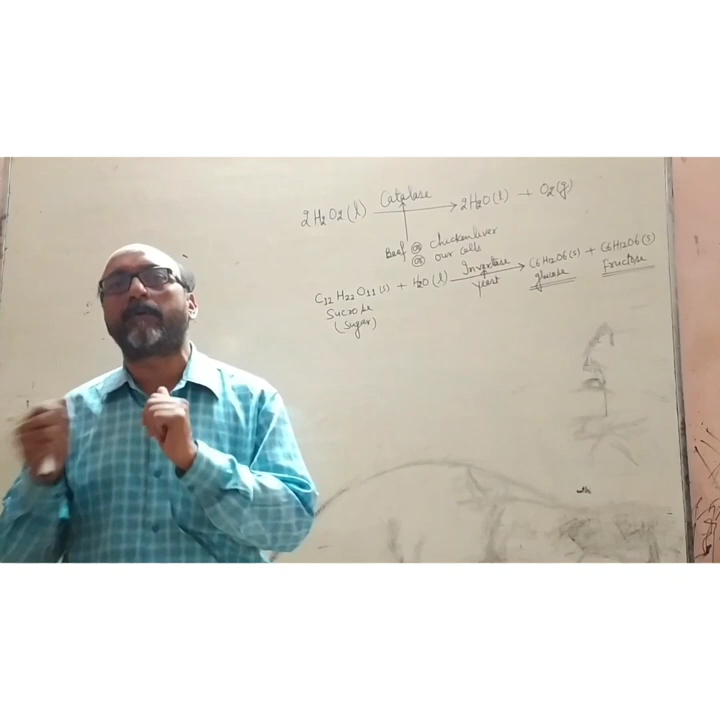 Catalase
2H2O2(l) → 2H2O(l) + O2(g)
Beef or chicken liver
or our cells
Invertase
C12H22O11(s) + H2O(l) → C6H12O6(s) + C6H12O6(s)
Sucrose yeast glucose Fructose
(sugar)